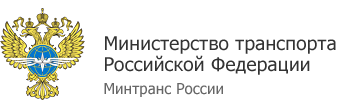 Министерство транспорта
Российской Федерации
Минтранс России